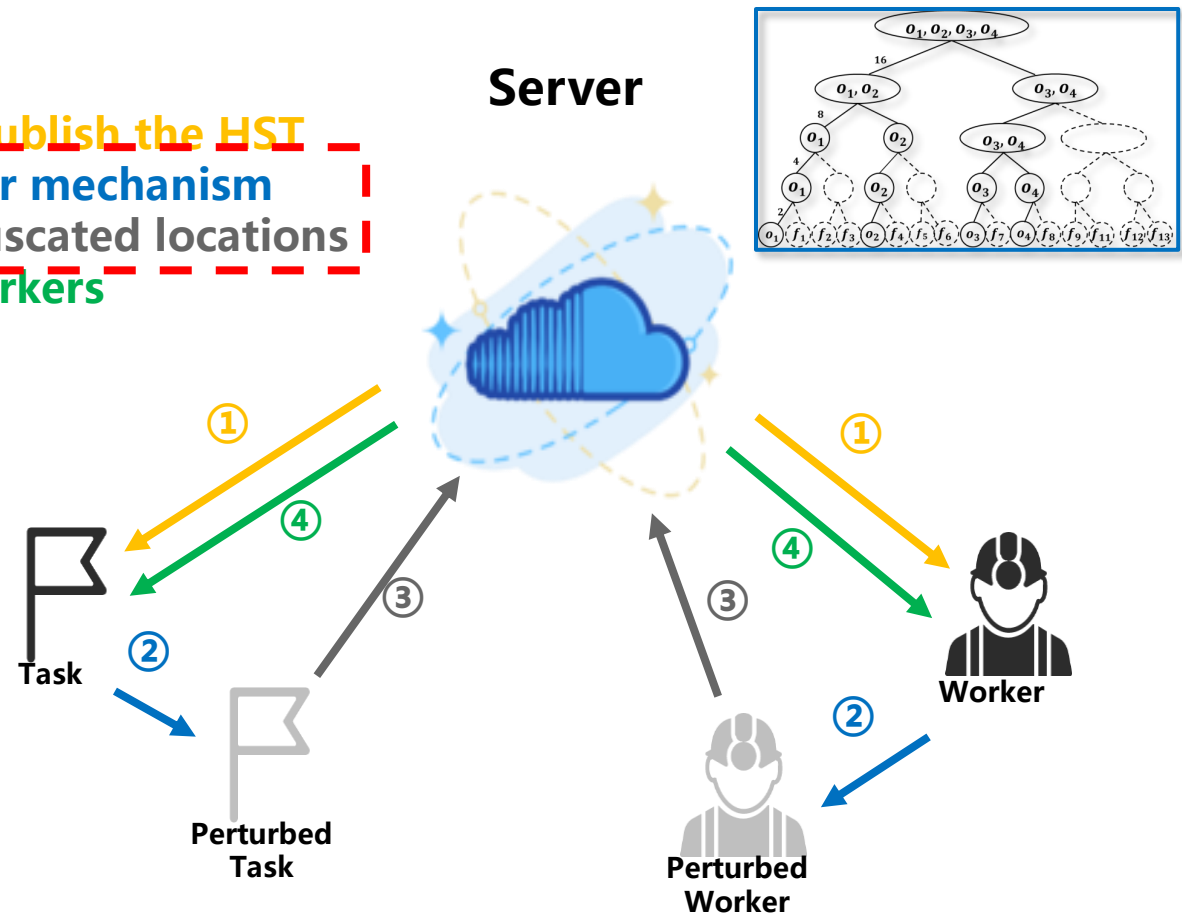 Server
ublish the HST
r mechanism
uscated locations
rkers
o₁, o₂, o₃, o₄
16
o₁, o₂
o₃, o₄
8
o₁
o₂
o₃, o₄
4
o₁
o₂
o₃
o₄
2
o₁ f₁ f₂ f₃ o₂ f₄ f₅ f₆ o₃ f₇ o₄ f₈ f₉ f₁₁ f₁₂ f₁₃
①
①
④
④
③
③
Task
②
Worker
②
Perturbed
Task
Perturbed
Worker